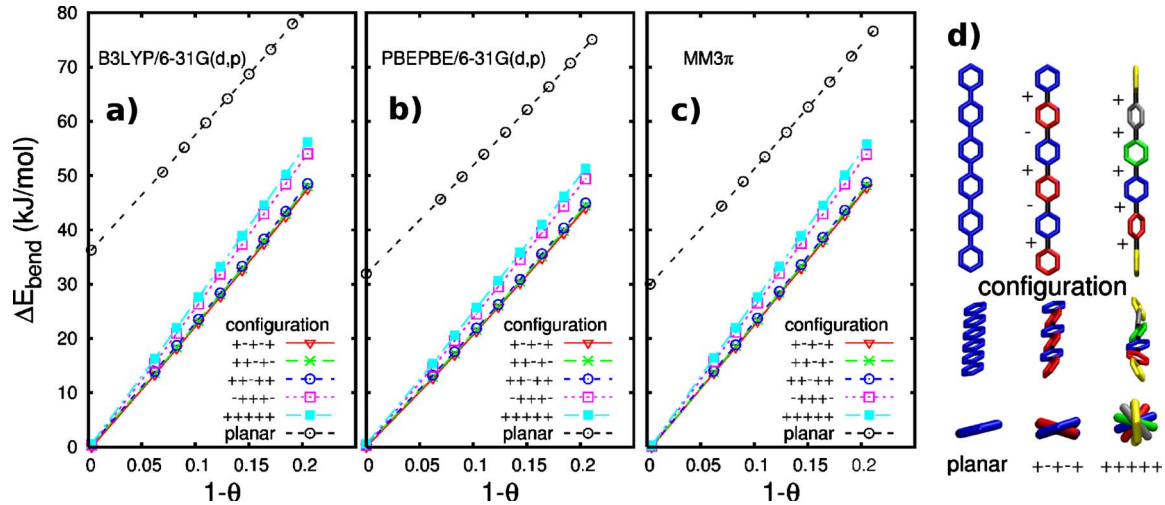 B3LYP/6-31G(d,p)
a)
80
70
60
50
40
30
20
10
0
ΔE_bend (kJ/mol)
configuration
+-+-+
++-+-
++-++
-+++-
+++++
planar
0
0.05
0.1
0.15
0.2
1-θ
PBEPBE/6-31G(d,p)
b)
configuration
+-+-+
++-+-
++-++
-+++-
+++++
planar
0
0.05
0.1
0.15
0.2
1-θ
MM3π
c)
configuration
+-+-+
++-+-
++-++
-+++-
+++++
planar
0
0.05
0.1
0.15
0.2
1-θ
d)
+
-
+
-
+
+
+
+
+
+
configuration
planar
+-+-+
+++++